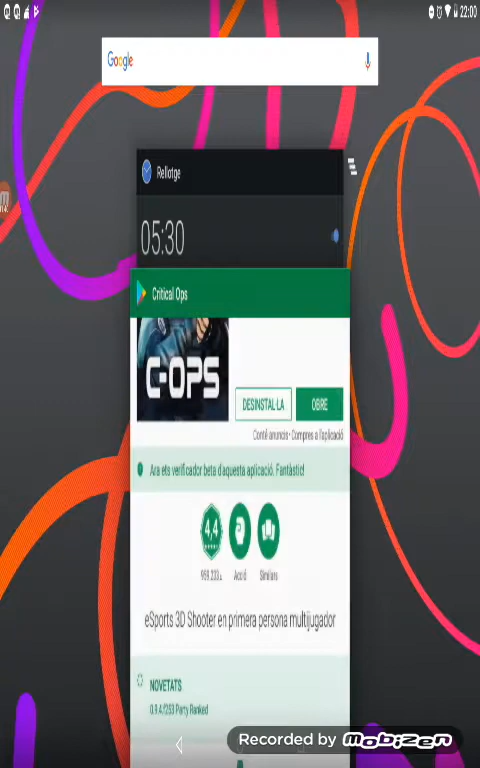 22:00
Google
Rellotge
05:30
Critical Ops
C-OPS
DESINSTAL·LA
OBRE
Conté anuncis · Compres a l'aplicació
Ara ets verificador beta d'aquesta aplicació. Fantàstic!
4,4
Acció
Similars
eSports 3D Shooter en primera persona multijugador
NOVETATS
0.9.4.f253 Party Ranked
Recorded by mobizen